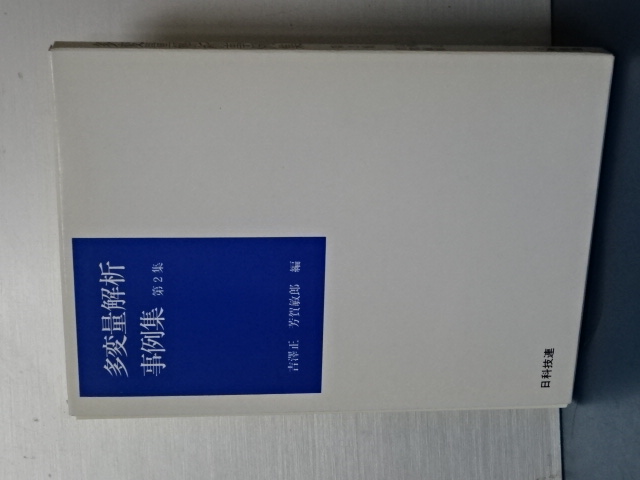 多変量解析
事例集 第2集
吉澤正 芳賀敏郎 編
日科技連